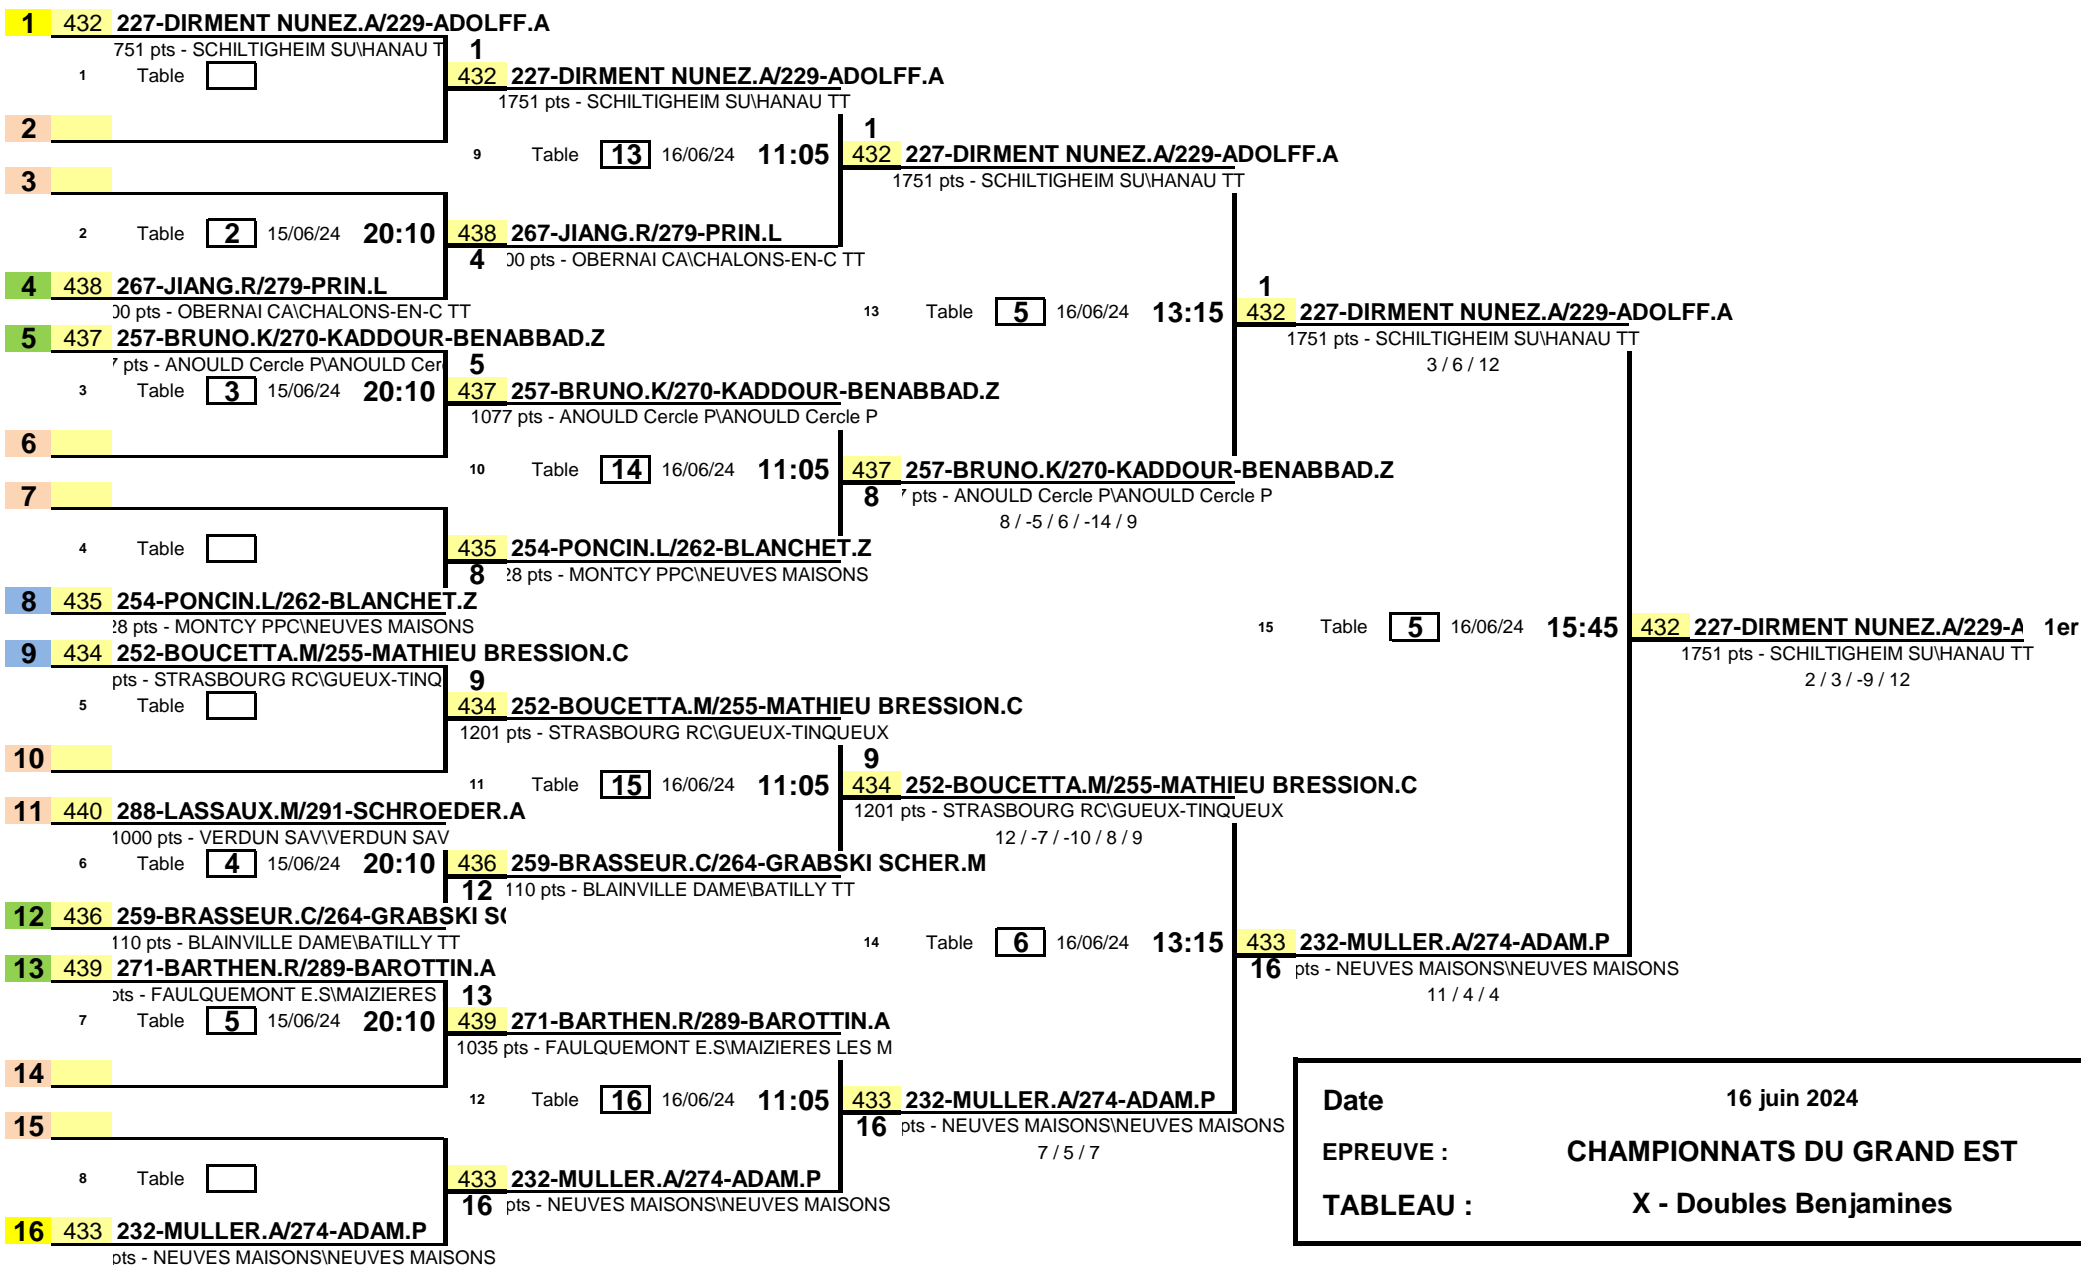 1 432 227-DIRMENT NUNEZ.A/229-ADOLFF.A
751 pts - SCHILTIGHEIM SU\HANAU T 1
1 Table 432 227-DIRMENT NUNEZ.A/229-ADOLFF.A
1751 pts - SCHILTIGHEIM SU\HANAU TT
2 1
9 Table 13 16/06/24 11:05 432 227-DIRMENT NUNEZ.A/229-ADOLFF.A
3 1751 pts - SCHILTIGHEIM SU\HANAU TT
2 Table 2 15/06/24 20:10 438 267-JIANG.R/279-PRIN.L
4 00 pts - OBERNAI CA\CHALONS-EN-C TT
4 438 267-JIANG.R/279-PRIN.L 1
00 pts - OBERNAI CA\CHALONS-EN-C TT 13 Table 5 16/06/24 13:15 432 227-DIRMENT NUNEZ.A/229-ADOLFF.A
5 437 257-BRUNO.K/270-KADDOUR-BENABBAD.Z 1751 pts - SCHILTIGHEIM SU\HANAU TT
7 pts - ANOULD Cercle P\ANOULD Cer 5 3 / 6 / 12
3 Table 3 15/06/24 20:10 437 257-BRUNO.K/270-KADDOUR-BENABBAD.Z
1077 pts - ANOULD Cercle P\ANOULD Cercle P
6
10 Table 14 16/06/24 11:05 437 257-BRUNO.K/270-KADDOUR-BENABBAD.Z
7 8 7 pts - ANOULD Cercle P\ANOULD Cercle P
8 / -5 / 6 / -14 / 9
4 Table 435 254-PONCIN.L/262-BLANCHET.Z
8 28 pts - MONTCY PPC\NEUVES MAISONS
8 435 254-PONCIN.L/262-BLANCHET.Z
28 pts - MONTCY PPC\NEUVES MAISONS 15 Table 5 16/06/24 15:45 432 227-DIRMENT NUNEZ.A/229-A 1er
9 434 252-BOUCETTA.M/255-MATHIEU BRESSION.C 1751 pts - SCHILTIGHEIM SU\HANAU TT
pts - STRASBOURG RC\GUEUX-TINQ 9 2 / 3 / -9 / 12
5 Table 434 252-BOUCETTA.M/255-MATHIEU BRESSION.C
1201 pts - STRASBOURG RC\GUEUX-TINQUEUX
10 9
11 Table 15 16/06/24 11:05 434 252-BOUCETTA.M/255-MATHIEU BRESSION.C
11 440 288-LASSAUX.M/291-SCHROEDER.A 1201 pts - STRASBOURG RC\GUEUX-TINQUEUX
1000 pts - VERDUN SAV\VERDUN SAV 12 / -7 / -10 / 8 / 9
6 Table 4 15/06/24 20:10 436 259-BRASSEUR.C/264-GRABSKI SCHER.M
12 110 pts - BLAINVILLE DAME\BATILLY TT
12 436 259-BRASSEUR.C/264-GRABSKI SC
110 pts - BLAINVILLE DAME\BATILLY TT 14 Table 6 16/06/24 13:15 433 232-MULLER.A/274-ADAM.P
13 439 271-BARTHEN.R/289-BAROTTIN.A 16 pts - NEUVES MAISONS\NEUVES MAISONS
pts - FAULQUEMONT E.S\MAIZIERES 13 11 / 4 / 4
7 Table 5 15/06/24 20:10 439 271-BARTHEN.R/289-BAROTTIN.A
1035 pts - FAULQUEMONT E.S\MAIZIERES LES M
14
12 Table 16 16/06/24 11:05 433 232-MULLER.A/274-ADAM.P
15 16 pts - NEUVES MAISONS\NEUVES MAISONS
7 / 5 / 7
8 Table 433 232-MULLER.A/274-ADAM.P
16 pts - NEUVES MAISONS\NEUVES MAISONS
16 433 232-MULLER.A/274-ADAM.P
pts - NEUVES MAISONS\NEUVES MAISONS
Date 16 juin 2024
EPREUVE : CHAMPIONNATS DU GRAND EST
TABLEAU : X - Doubles Benjamines